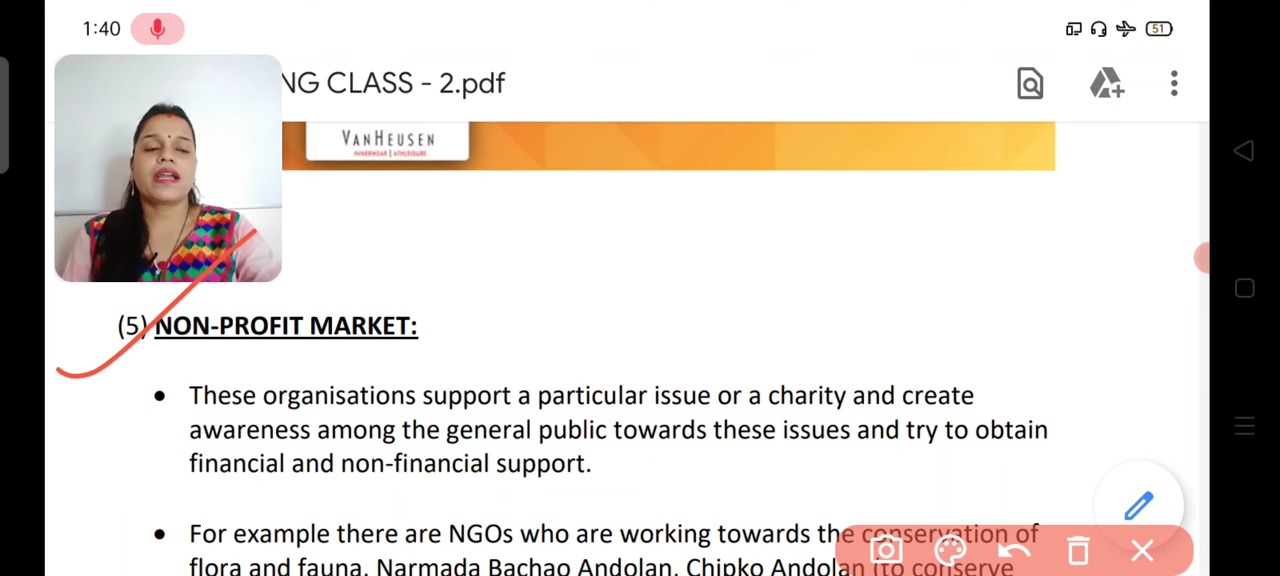 1:40
51
NG CLASS - 2.pdf
VANHEUSEN
INNERWEAR | ATHLEISURE
(5) NON-PROFIT MARKET:
• These organisations support a particular issue or a charity and create
awareness among the general public towards these issues and try to obtain
financial and non-financial support.
• For example there are NGOs who are working towards the conservation of
flora and fauna, Narmada Bachao Andolan, Chipko Andolan (to conserve